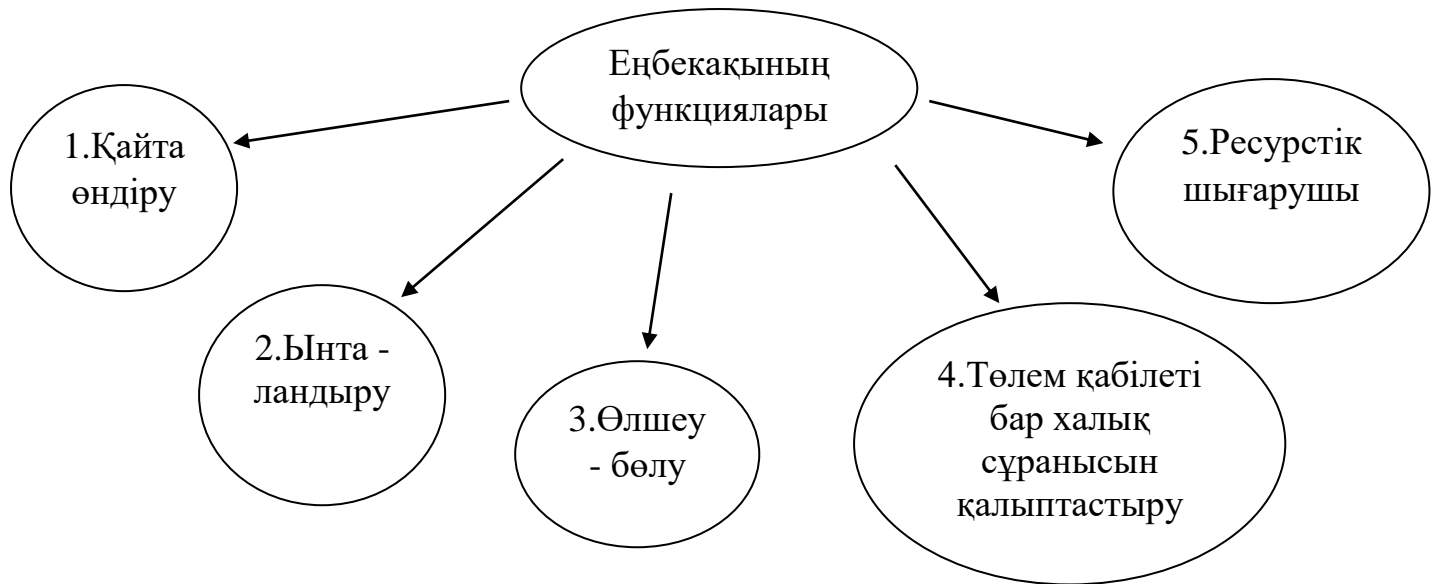 Еңбекақының
функциялары
1.Қайта
өндіру
2.Ынта -
ландыру
3.Өлшеу
- бөлу
4.Төлем қабілеті
бар халық
сұранысын
қалыптастыру
5.Ресурстік
шығарушы